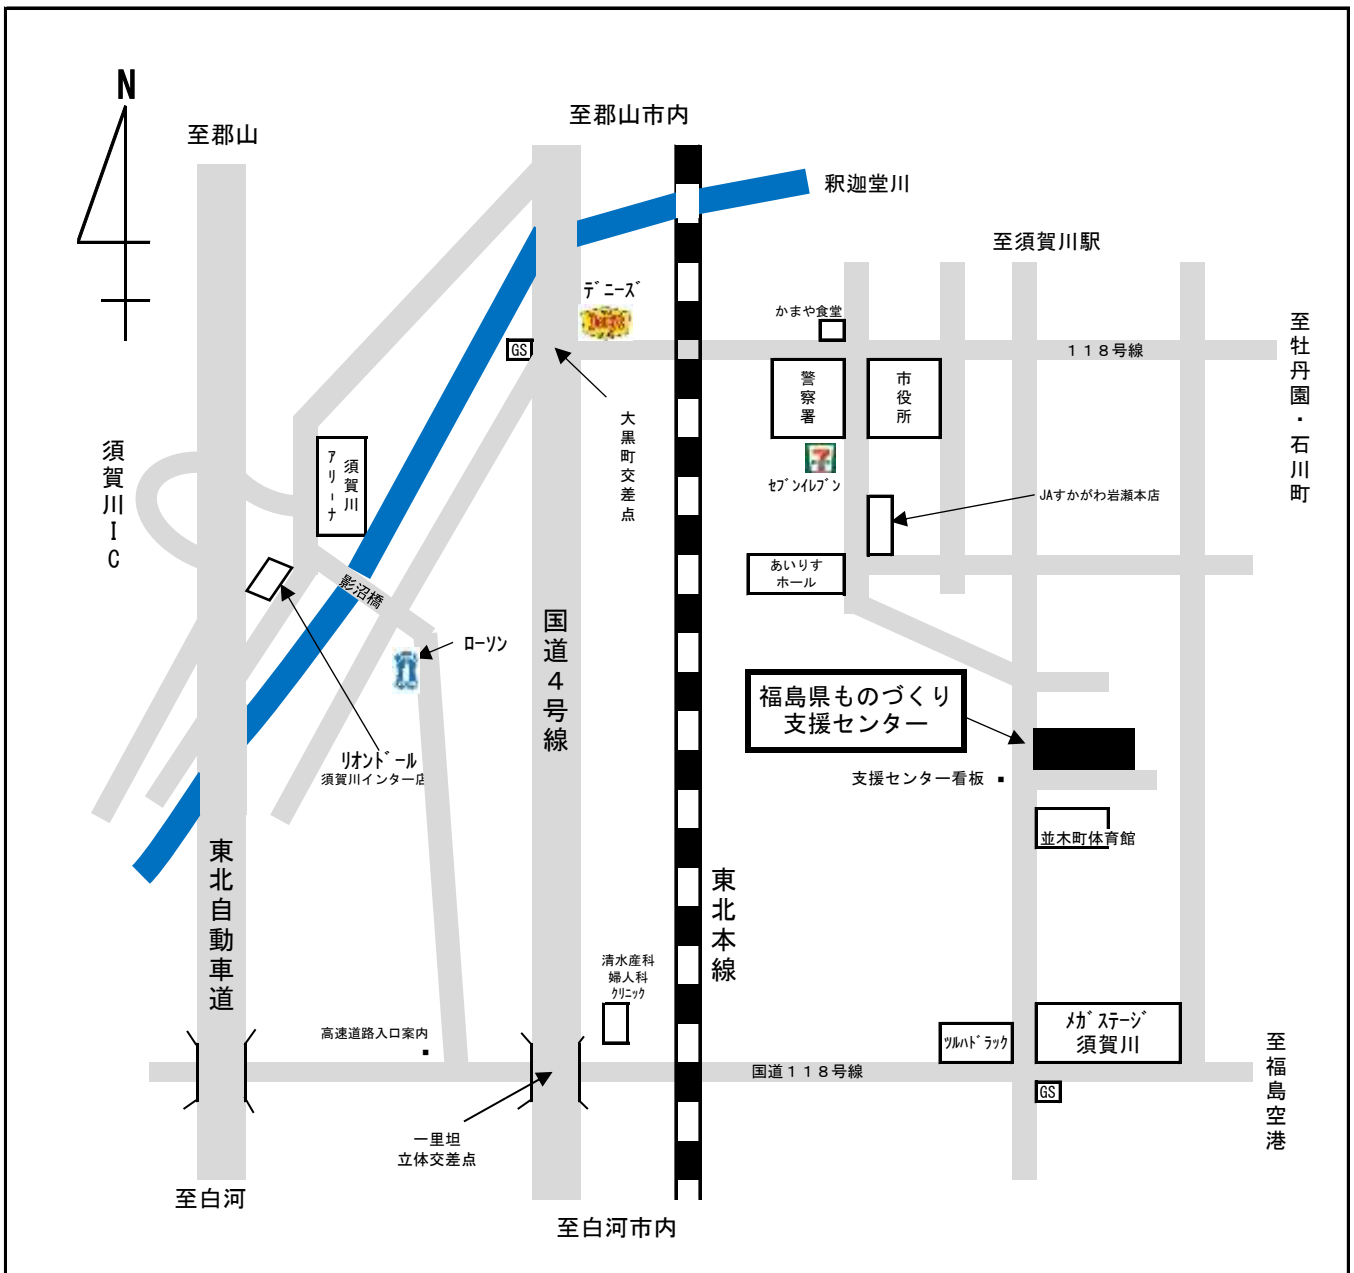 N
至郡山
至郡山市内
釈迦堂川
至須賀川駅
ﾃﾞﾆｰｽﾞ
Denny's
かまや食堂
GS
１１８号線
至牡丹園・石川町
警察署
市役所
大黒町交差点
須賀川
アリーナ
須賀川ＩＣ
ｾﾌﾞﾝｲﾚﾌﾞﾝ
JAすかがわ岩瀬本店
あいりす
ホール
影沼橋
ﾛｰｿﾝ
国道４号線
福島県ものづくり
支援センター
ﾘｵﾝﾄﾞｰﾙ
須賀川インター店
支援センター看板
並木町体育館
東北自動車道
東北本線
清水産科
婦人科
ｸﾘﾆｯｸ
高速道路入口案内
ﾂﾙﾊﾄﾞﾗｯｸ
ﾒｶﾞｽﾃｰｼﾞ
須賀川
国道１１８号線
GS
至福島空港
一里坦
立体交差点
至白河
至白河市内